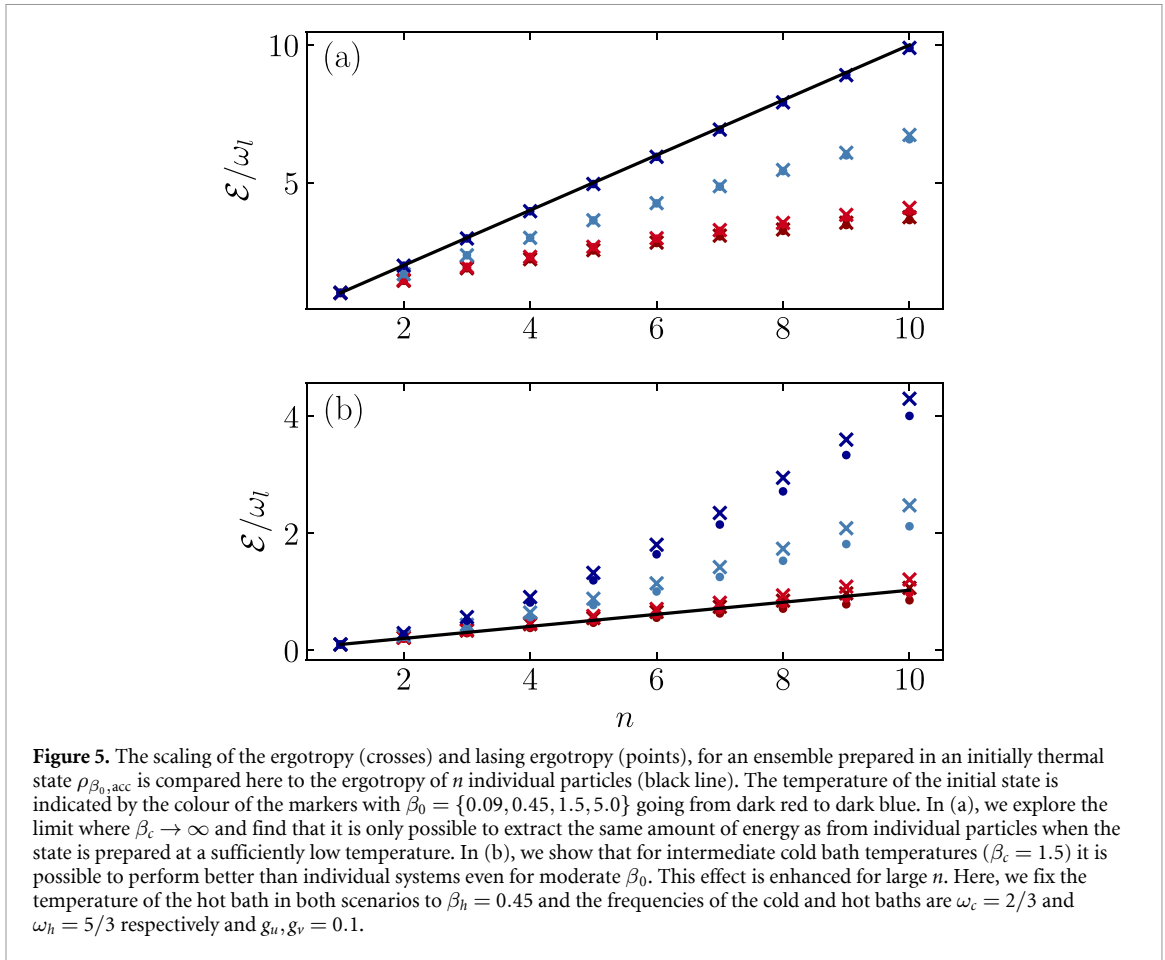 (a)
10
5
ℰ/ω_l
2 4 6 8 10
(b)
4
2
0
ℰ/ω_l
2 4 6 8 10
n
Figure 5. The scaling of the ergotropy (crosses) and lasing ergotropy (points), for an ensemble prepared in an initially thermal
state ρ_{β₀,acc} is compared here to the ergotropy of n individual particles (black line). The temperature of the initial state is
indicated by the colour of the markers with β₀ = {0.09, 0.45, 1.5, 5.0} going from dark red to dark blue. In (a), we explore the
limit where β_c → ∞ and find that it is only possible to extract the same amount of energy as from individual particles when the
state is prepared at a sufficiently low temperature. In (b), we show that for intermediate cold bath temperatures (β_c = 1.5) it is
possible to perform better than individual systems even for moderate β₀. This effect is enhanced for large n. Here, we fix the
temperature of the hot bath in both scenarios to β_h = 0.45 and the frequencies of the cold and hot baths are ω_c = 2/3 and
ω_h = 5/3 respectively and g_u, g_v = 0.1.